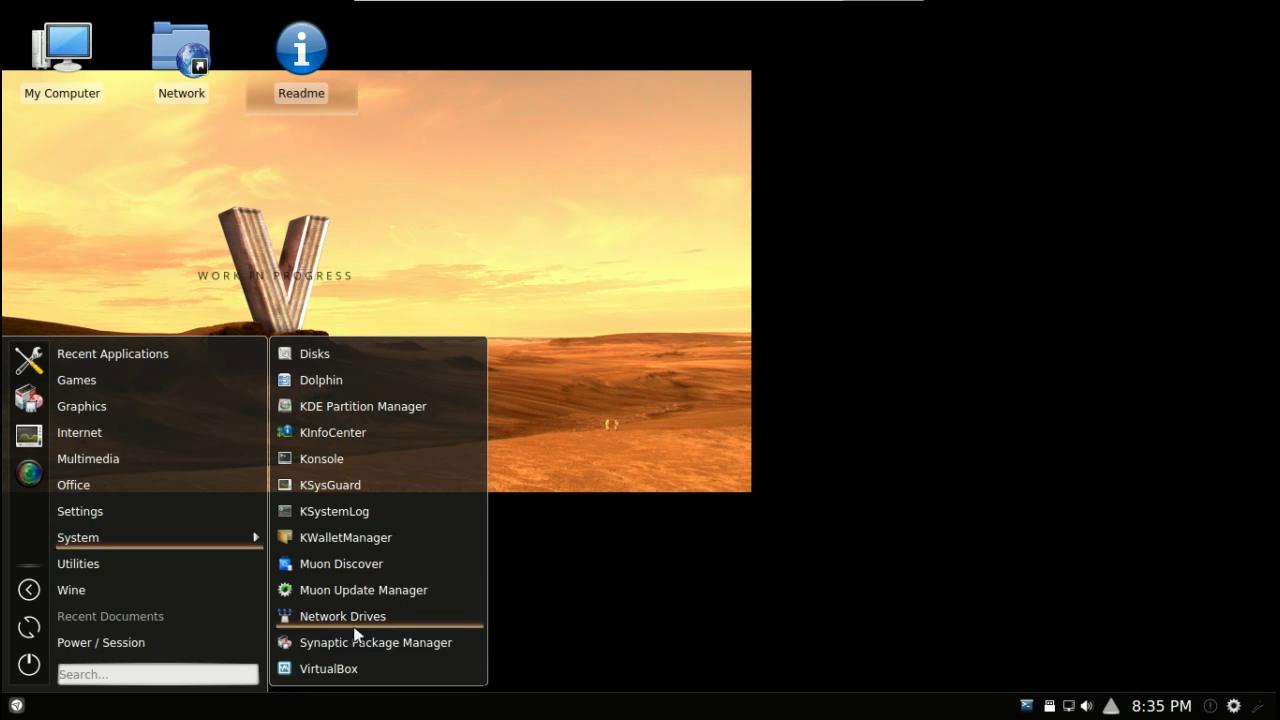 My Computer
Network
Readme
V
WORK IN PROGRESS
Recent Applications
Games
Graphics
Internet
Multimedia
Office
Settings
System
Utilities
Wine
Recent Documents
Power / Session
Search...
Disks
Dolphin
KDE Partition Manager
KInfoCenter
Konsole
KSysGuard
KSystemLog
KWalletManager
Muon Discover
Muon Update Manager
Network Drives
Synaptic Package Manager
VirtualBox
8:35 PM